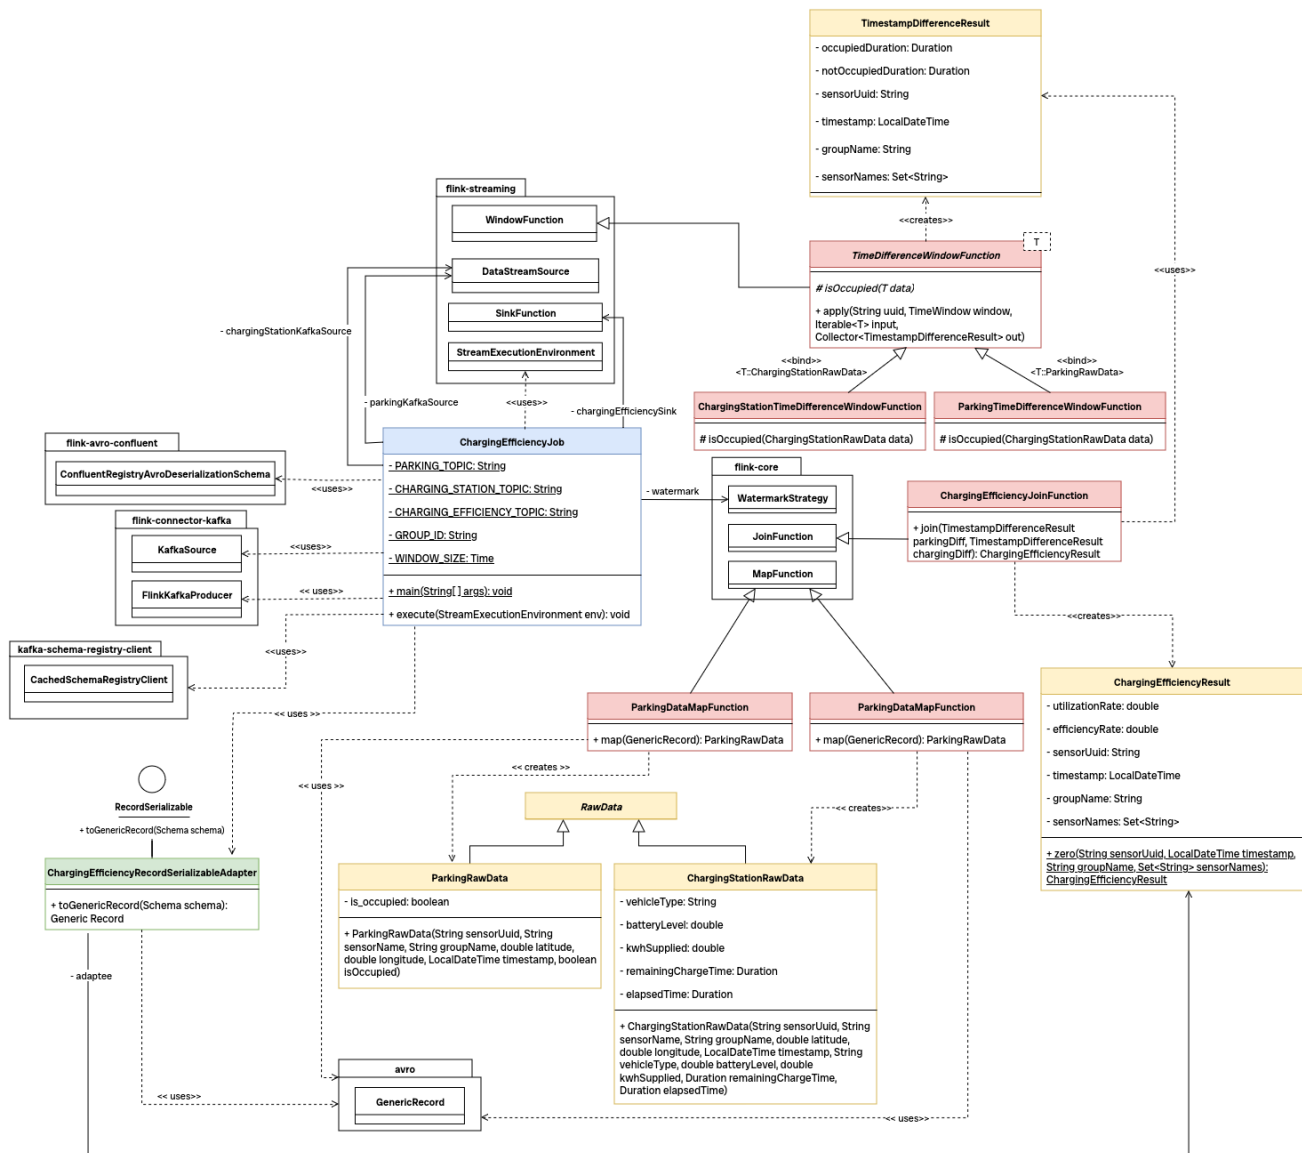 TimestampDifferenceResult
- occupiedDuration: Duration
- notOccupiedDuration: Duration
- sensorUuid: String
- timestamp: LocalDateTime
- groupName: String
- sensorNames: Set<String>
<<creates>>
<<uses>>
T
TimeDifferenceWindowFunction
# isOccupied(T data)
+ apply(String uuid, TimeWindow window,
Iterable<T> input,
Collector<TimestampDifferenceResult> out)
<<bind>>
<T::ChargingStationRawData>
<<bind>>
<T::ParkingRawData>
ChargingStationTimeDifferenceWindowFunction
# isOccupied(ChargingStationRawData data)
ParkingTimeDifferenceWindowFunction
# isOccupied(ChargingStationRawData data)
flink-streaming
WindowFunction
DataStreamSource
SinkFunction
StreamExecutionEnvironment
- chargingStationKafkaSource
- parkingKafkaSource
<<uses>>
- chargingEfficiencySink
flink-avro-confluent
ConfluentRegistryAvroDeserializationSchema
<<uses>>
flink-connector-kafka
KafkaSource
FlinkKafkaProducer
<<uses>>
<< uses>>
kafka-schema-registry-client
CachedSchemaRegistryClient
<<uses>>
ChargingEfficiencyJob
- PARKING_TOPIC: String
- CHARGING_STATION_TOPIC: String
- CHARGING_EFFICIENCY_TOPIC: String
- GROUP_ID: String
- WINDOW_SIZE: Time
+ main(String[ ] args): void
+ execute(StreamExecutionEnvironment env): void
- watermark
flink-core
WatermarkStrategy
JoinFunction
MapFunction
ChargingEfficiencyJoinFunction
+ join(TimestampDifferenceResult
parkingDiff, TimestampDifferenceResult
chargingDiff): ChargingEfficiencyResult
<<creates>>
<< uses >>
ParkingDataMapFunction
+ map(GenericRecord): ParkingRawData
ParkingDataMapFunction
+ map(GenericRecord): ParkingRawData
ChargingEfficiencyResult
- utilizationRate: double
- efficiencyRate: double
- sensorUuid: String
- timestamp: LocalDateTime
- groupName: String
- sensorNames: Set<String>
+ zero(String sensorUuid, LocalDateTime timestamp,
String groupName, Set<String> sensorNames):
ChargingEfficiencyResult
<< creates >>
<< uses >>
<< creates>>
RecordSerializable
+ toGenericRecord(Schema schema)
ChargingEfficiencyRecordSerializableAdapter
+ toGenericRecord(Schema schema):
Generic Record
- adaptee
RawData
ParkingRawData
- is_occupied: boolean
+ ParkingRawData(String sensorUuid, String
sensorName, String groupName, double latitude,
double longitude, LocalDateTime timestamp, boolean
isOccupied)
ChargingStationRawData
- vehicleType: String
- batteryLevel: double
- kwhSupplied: double
- remainingChargeTime: Duration
- elapsedTime: Duration
+ ChargingStationRawData(String sensorUuid, String
sensorName, String groupName, double latitude,
double longitude, LocalDateTime timestamp, String
vehicleType, double batteryLevel, double
kwhSupplied, Duration remainingChargeTime,
Duration elapsedTime)
avro
GenericRecord
<< uses>>
<< uses>>